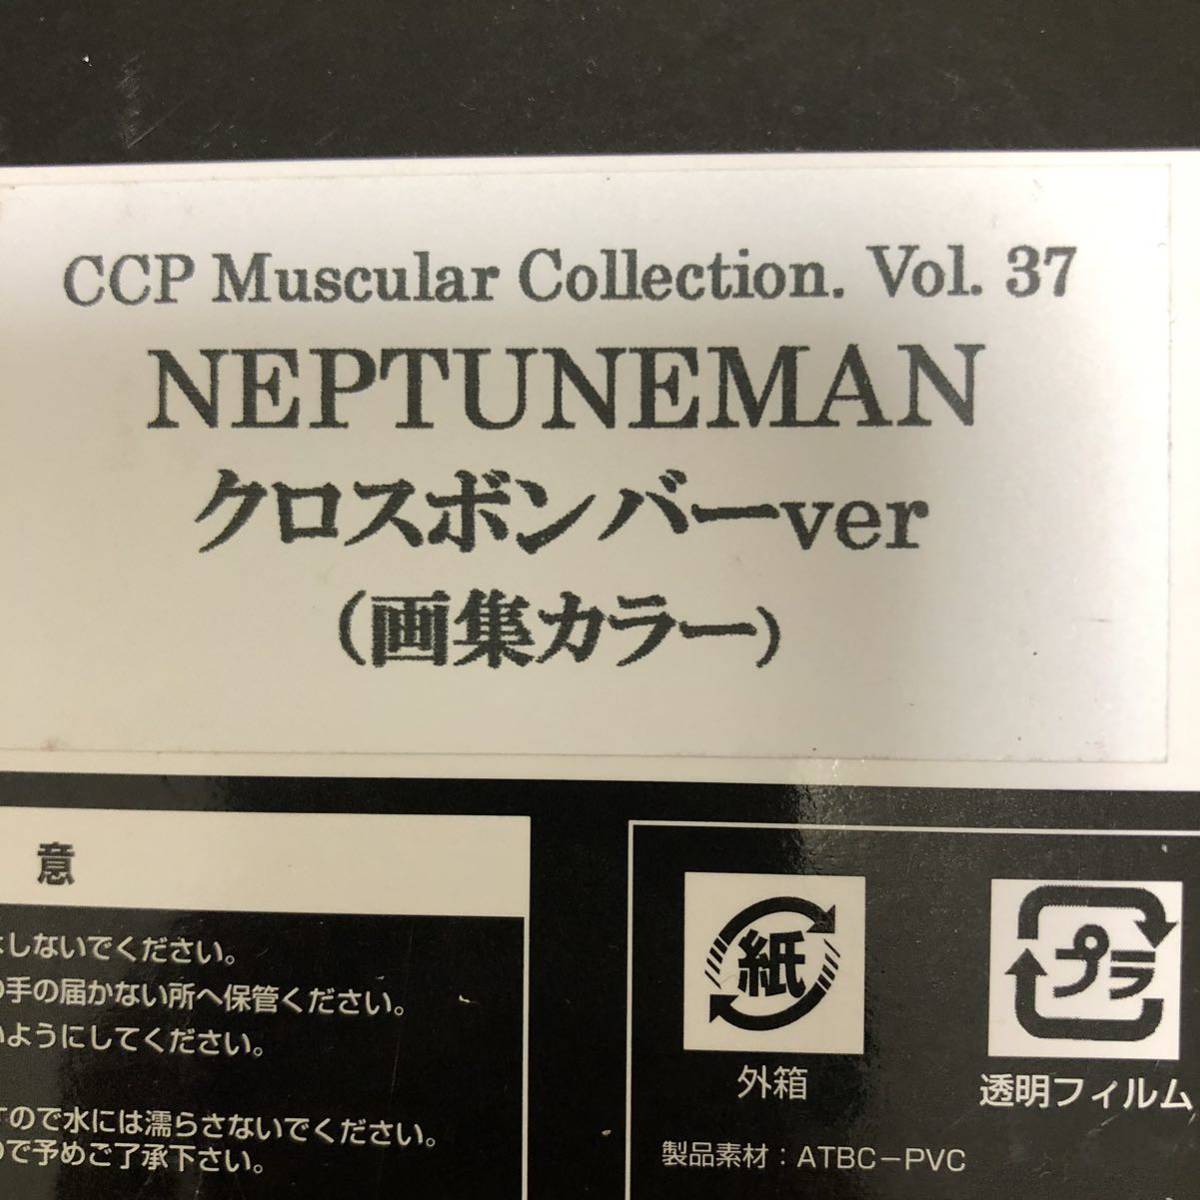 CCP Muscular Collection. Vol. 37
NEPTUNEMAN
クロスボンバーver
(画集カラー)
意
しないでください。
手の届かない所へ保管ください。
ようにしてください。
ので水には濡らさないでください。
で予めご了承下さい。
紙
外箱
プラ
透明フィルム
製品素材：ATBC-PVC